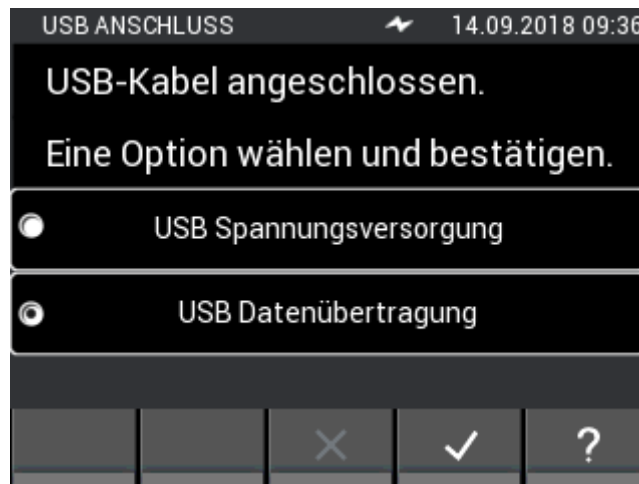 USB ANSCHLUSS 14.09.2018 09:36
USB-Kabel angeschlossen.
Eine Option wählen und bestätigen.
USB Spannungsversorgung
USB Datenübertragung
?